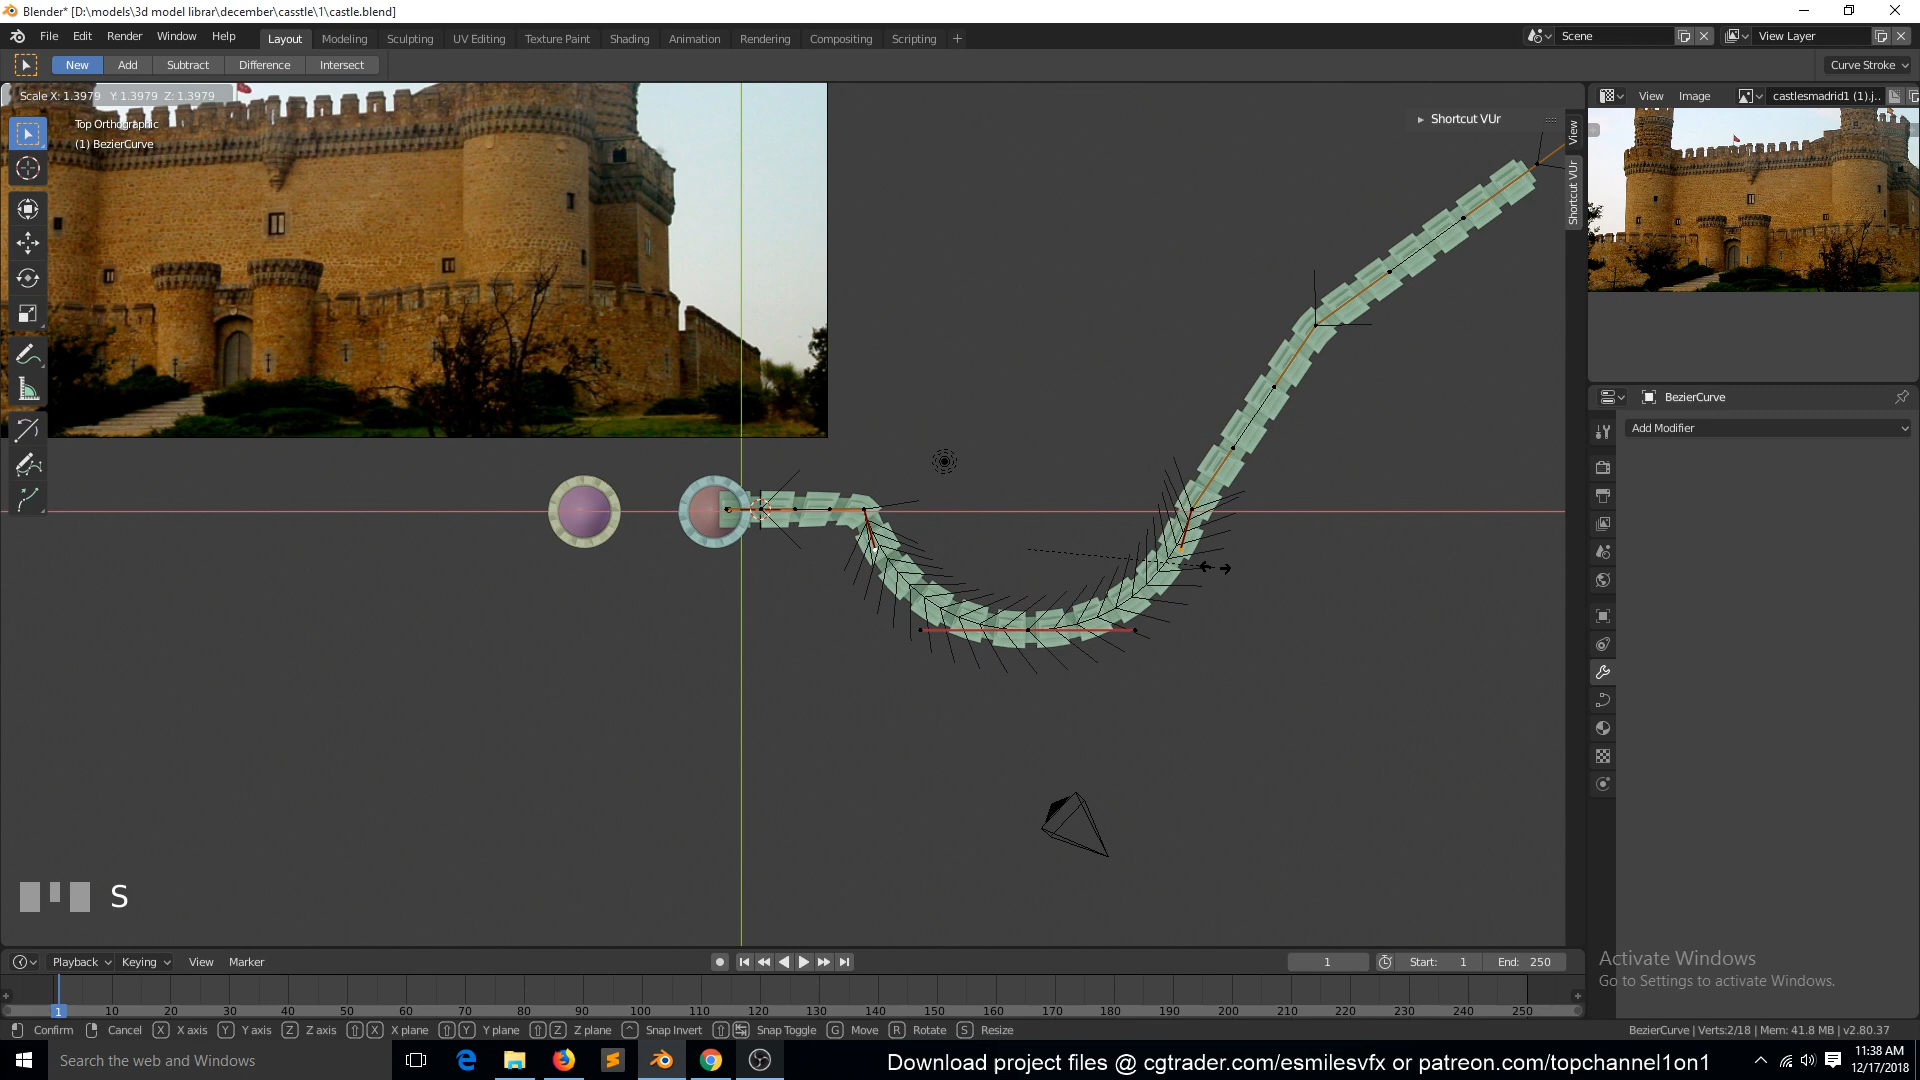 Blender* [D:\models\3d model librar\december\casstle\1\castle.blend]
File Edit Render Window Help Layout Modeling Sculpting UV Editing Texture Paint Shading Animation Rendering Compositing Scripting + Scene View Layer
New Add Subtract Difference Intersect Curve Stroke
Scale X: 1.3979 Y: 1.3979 Z: 1.3979
Top Orthographic
(1) BezierCurve
Shortcut VUr
View
Shortcut VUr
View Image castlesmadrid1 (1).j..
BezierCurve
Add Modifier
S
Activate Windows
Go to Settings to activate Windows.
Playback Keying View Marker 1 Start: 1 End: 250
1 10 20 30 40 50 60 70 80 90 100 110 120 130 140 150 160 170 180 190 200 210 220 230 240 250
Confirm Cancel X X axis Y Y axis Z Z axis X X plane Y Y plane Z Z plane ^ Snap Invert Snap Toggle G Move R Rotate S Resize BezierCurve | Verts:2/18 | Mem: 41.8 MB | v2.80.37
Search the web and Windows
Download project files @ cgtrader.com/esmilesvfx or patreon.com/topchannel1on1
11:38 AM
12/17/2018